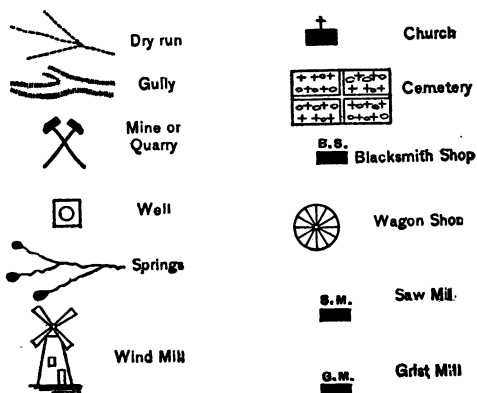 Dry run
Gully
Mine or
Quarry
Well
Springs
Wind Mill
Church
Cemetery
B.S.
Blacksmith Shop
Wagon Shop
S.M.
Saw Mill
G.M.
Grist Mill